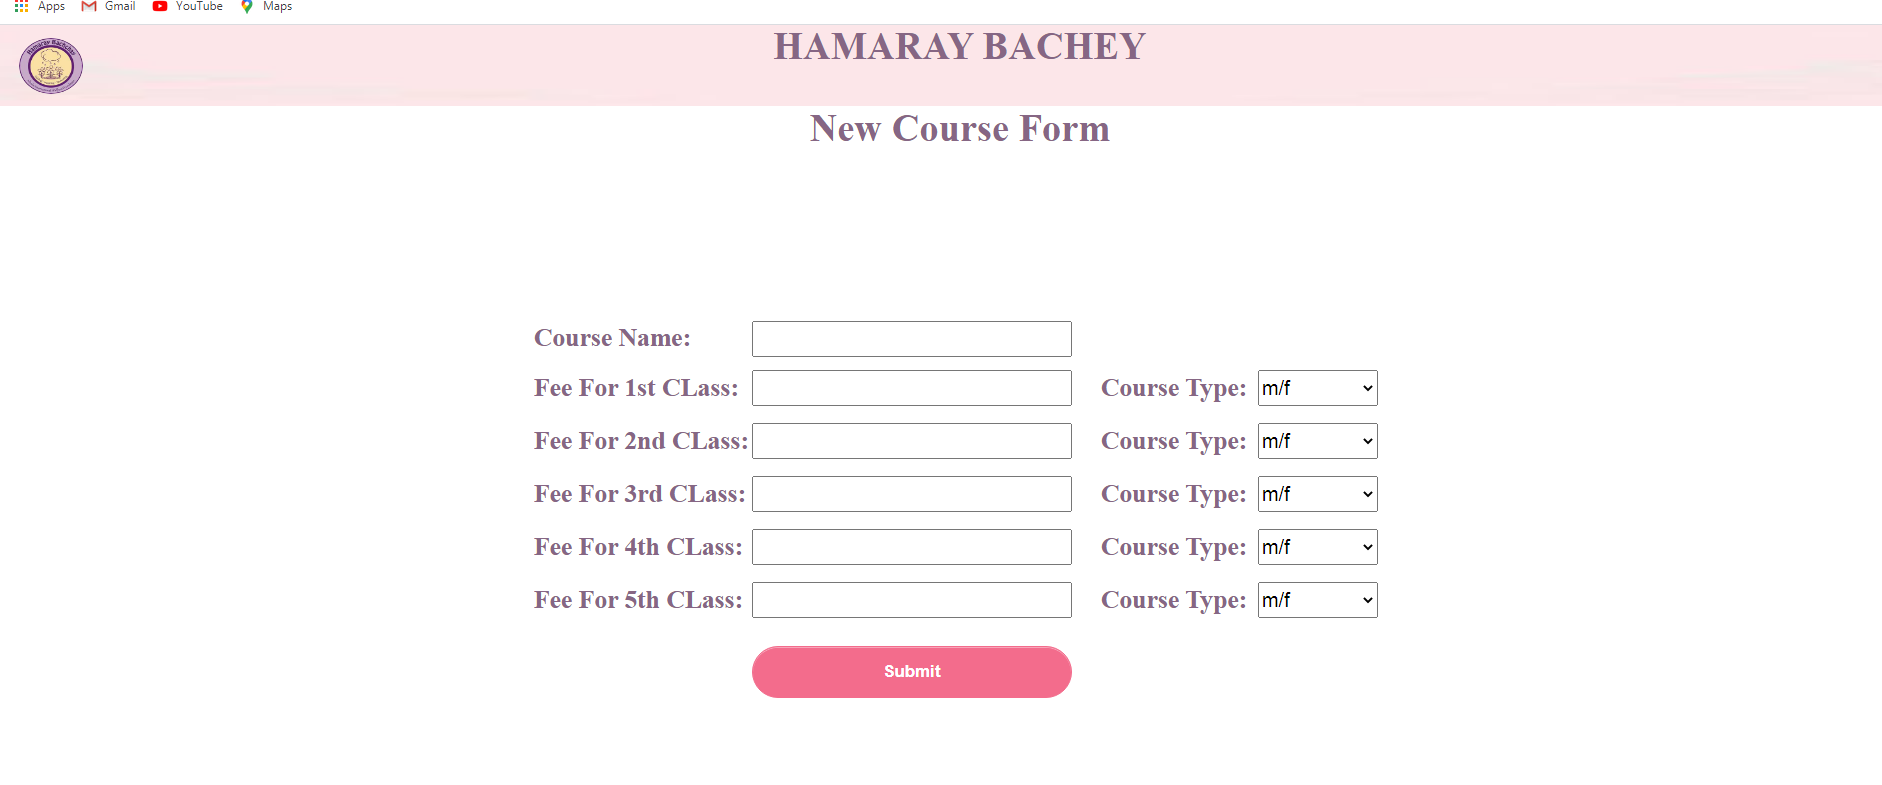 Apps Gmail YouTube Maps
HAMARAY BACHEY
New Course Form
Course Name:
Fee For 1st CLass: Course Type: m/f
Fee For 2nd CLass: Course Type: m/f
Fee For 3rd CLass: Course Type: m/f
Fee For 4th CLass: Course Type: m/f
Fee For 5th CLass: Course Type: m/f
Submit